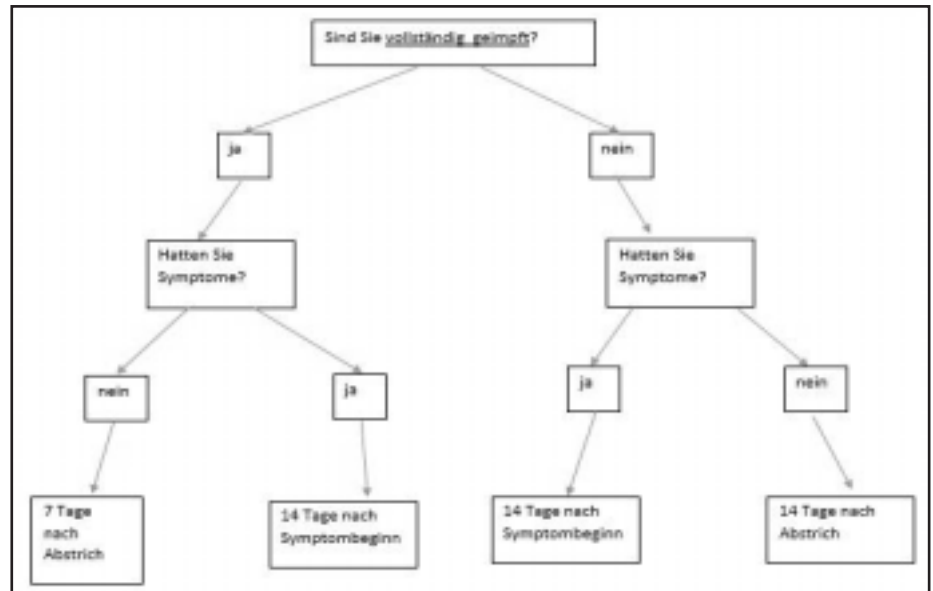 Sind Sie vollständig geimpft?
ja
nein
Hatten Sie
Symptome?
Hatten Sie
Symptome?
nein
ja
ja
nein
7 Tage
nach
Abstrich
14 Tage nach
Symptombeginn
14 Tage nach
Symptombeginn
14 Tage nach
Abstrich